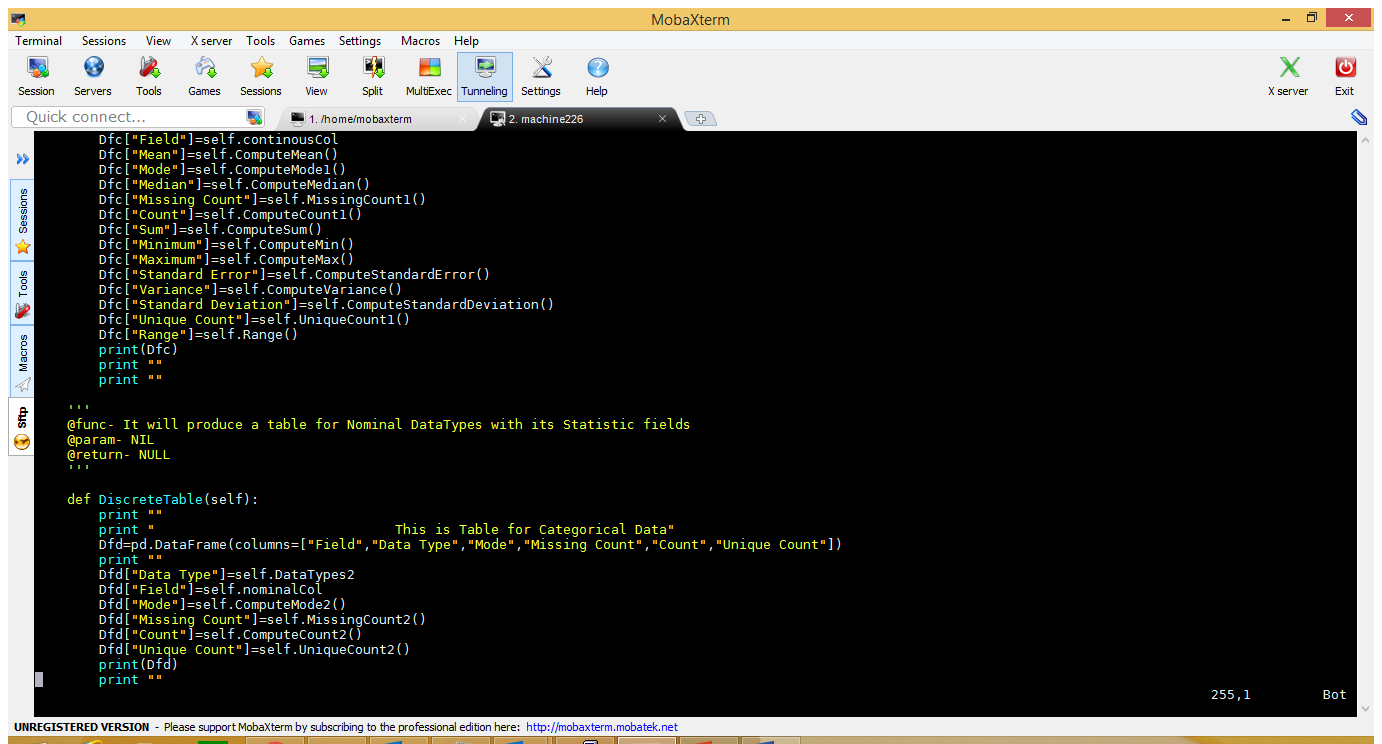 MobaXterm
Terminal Sessions View X server Tools Games Settings Macros Help
Session Servers Tools Games Sessions View Split MultiExec Tunneling Settings Help X server Exit
Quick connect...
1. /home/mobaxterm
2. machine226
Sessions
Tools
Macros
Sftp
Dfc["Field"]=self.continousCol
Dfc["Mean"]=self.ComputeMean()
Dfc["Mode"]=self.ComputeMode1()
Dfc["Median"]=self.ComputeMedian()
Dfc["Missing Count"]=self.MissingCount1()
Dfc["Count"]=self.ComputeCount1()
Dfc["Sum"]=self.ComputeSum()
Dfc["Minimum"]=self.ComputeMin()
Dfc["Maximum"]=self.ComputeMax()
Dfc["Standard Error"]=self.ComputeStandardError()
Dfc["Variance"]=self.ComputeVariance()
Dfc["Standard Deviation"]=self.ComputeStandardDeviation()
Dfc["Unique Count"]=self.UniqueCount1()
Dfc["Range"]=self.Range()
print(Dfc)
print ""
print ""
'''
@func- It will produce a table for Nominal DataTypes with its Statistic fields
@param- NIL
@return- NULL
'''
def DiscreteTable(self):
print ""
print "                              This is Table for Categorical Data"
Dfd=pd.DataFrame(columns=["Field","Data Type","Mode","Missing Count","Count","Unique Count"])
print ""
Dfd["Data Type"]=self.DataTypes2
Dfd["Field"]=self.nominalCol
Dfd["Mode"]=self.ComputeMode2()
Dfd["Missing Count"]=self.MissingCount2()
Dfd["Count"]=self.ComputeCount2()
Dfd["Unique Count"]=self.UniqueCount2()
print(Dfd)
print ""
255,1 Bot
UNREGISTERED VERSION - Please support MobaXterm by subscribing to the professional edition here: http://mobaxterm.mobatek.net